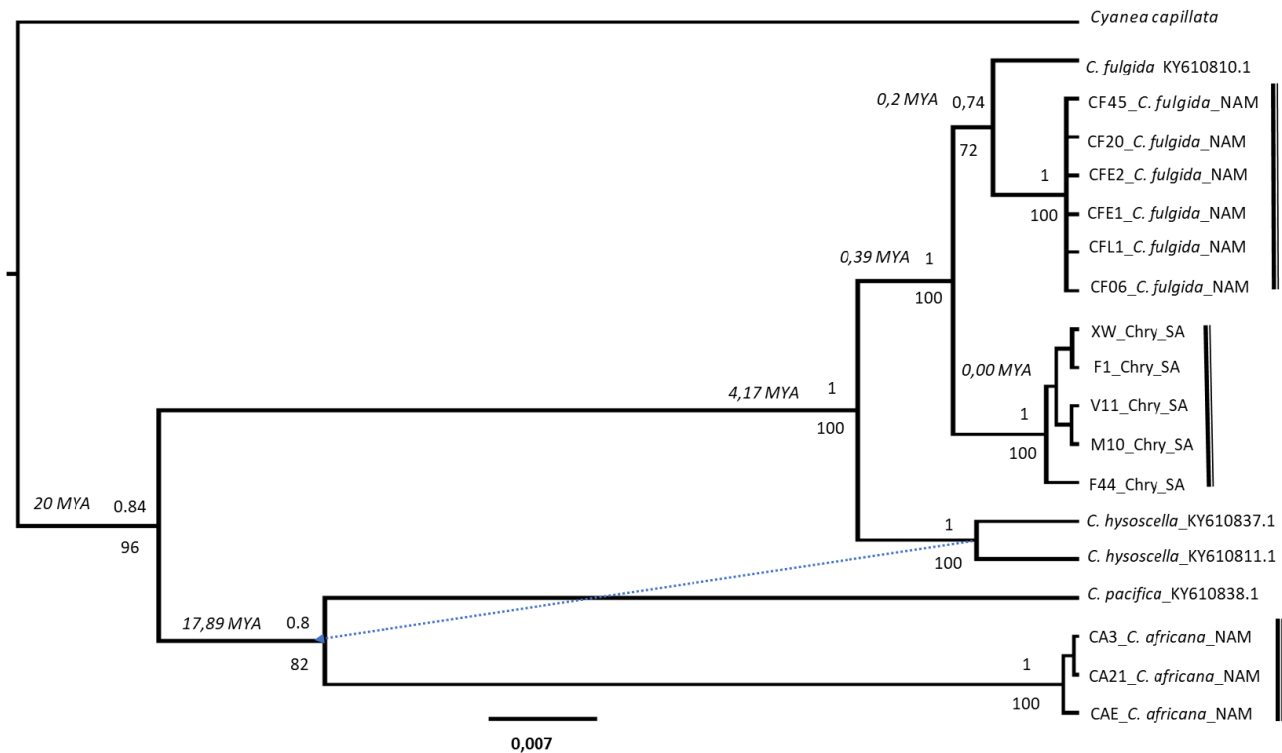 Cyanea capillata
C. fulgida KY610810.1
0,2 MYA 0,74
CF45_C. fulgida_NAM
72
CF20_C. fulgida_NAM
1
CFE2_C. fulgida_NAM
100
CFE1_C. fulgida_NAM
0,39 MYA 1
CFL1_C. fulgida_NAM
100
CF06_C. fulgida_NAM
XW_Chry_SA
0,00 MYA
F1_Chry_SA
4,17 MYA 1
100
1
V11_Chry_SA
100
M10_Chry_SA
F44_Chry_SA
20 MYA 0.84
96
1
C. hysoscella_KY610837.1
100
C. hysoscella_KY610811.1
C. pacifica_KY610838.1
17,89 MYA 0.8
82
CA3_C. africana_NAM
1
CA21_C. africana_NAM
100
CAE_C. africana_NAM
0,007